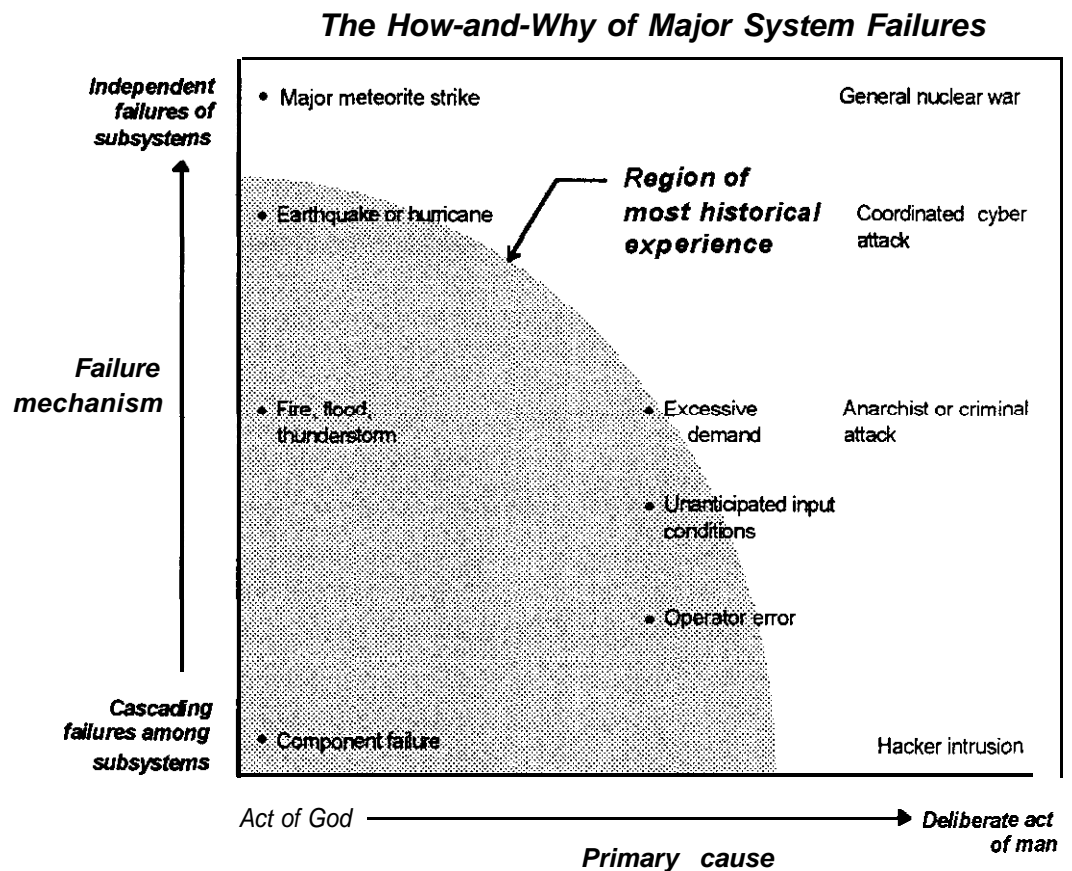 The How-and-Why of Major System Failures
Independent
failures of
subsystems
• Major meteorite strike
General nuclear war
Region of
most historical
experience
• Earthquake or hurricane
Coordinated cyber
attack
Failure
mechanism
• Fire, flood,
thunderstorm
• Excessive
demand
Anarchist or criminal
attack
• Unanticipated input
conditions
• Operator error
Cascading
failures among
subsystems
• Component failure
Hacker intrusion
Act of God
Deliberate act
of man
Primary cause